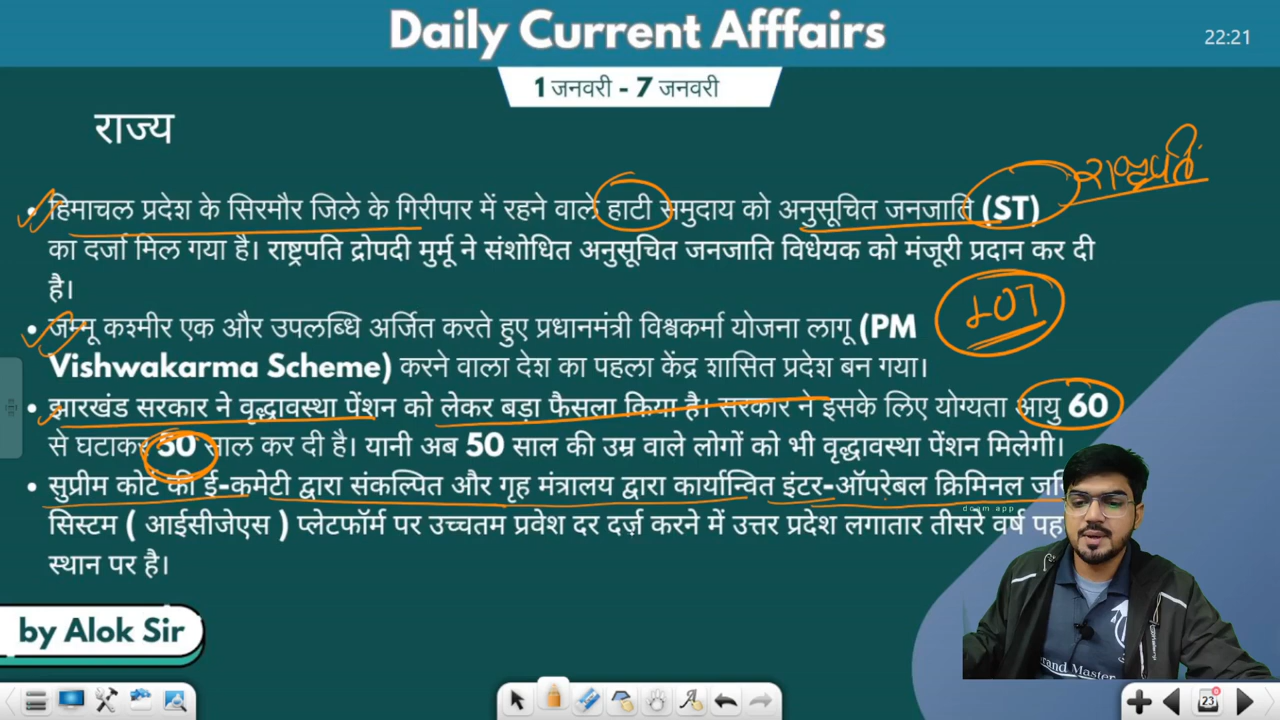 Daily Current Afffairs
22:21
1 जनवरी - 7 जनवरी
राज्य
राष्ट्रपति
• हिमाचल प्रदेश के सिरमौर जिले के गिरीपार में रहने वाले हाटी समुदाय को अनुसूचित जनजाति (ST)
का दर्जा मिल गया है। राष्ट्रपति द्रोपदी मुर्मू ने संशोधित अनुसूचित जनजाति विधेयक को मंजूरी प्रदान कर दी
है।
• जम्मू कश्मीर एक और उपलब्धि अर्जित करते हुए प्रधानमंत्री विश्वकर्मा योजना लागू (PM
Vishwakarma Scheme) करने वाला देश का पहला केंद्र शासित प्रदेश बन गया।
• झारखंड सरकार ने वृद्धावस्था पेंशन को लेकर बड़ा फैसला किया है। सरकार ने इसके लिए योग्यता आयु 60
से घटाकर 50 साल कर दी है। यानी अब 50 साल की उम्र वाले लोगों को भी वृद्धावस्था पेंशन मिलेगी।
• सुप्रीम कोर्ट की ई-कमेटी द्वारा संकल्पित और गृह मंत्रालय द्वारा कार्यान्वित इंटर-ऑपरेबल क्रिमिनल
सिस्टम ( आईसीजेएस ) प्लेटफॉर्म पर उच्चतम प्रवेश दर दर्ज़ करने में उत्तर प्रदेश लगातार तीसरे वर्ष
स्थान पर है।
dcam app
by Alok Sir
23